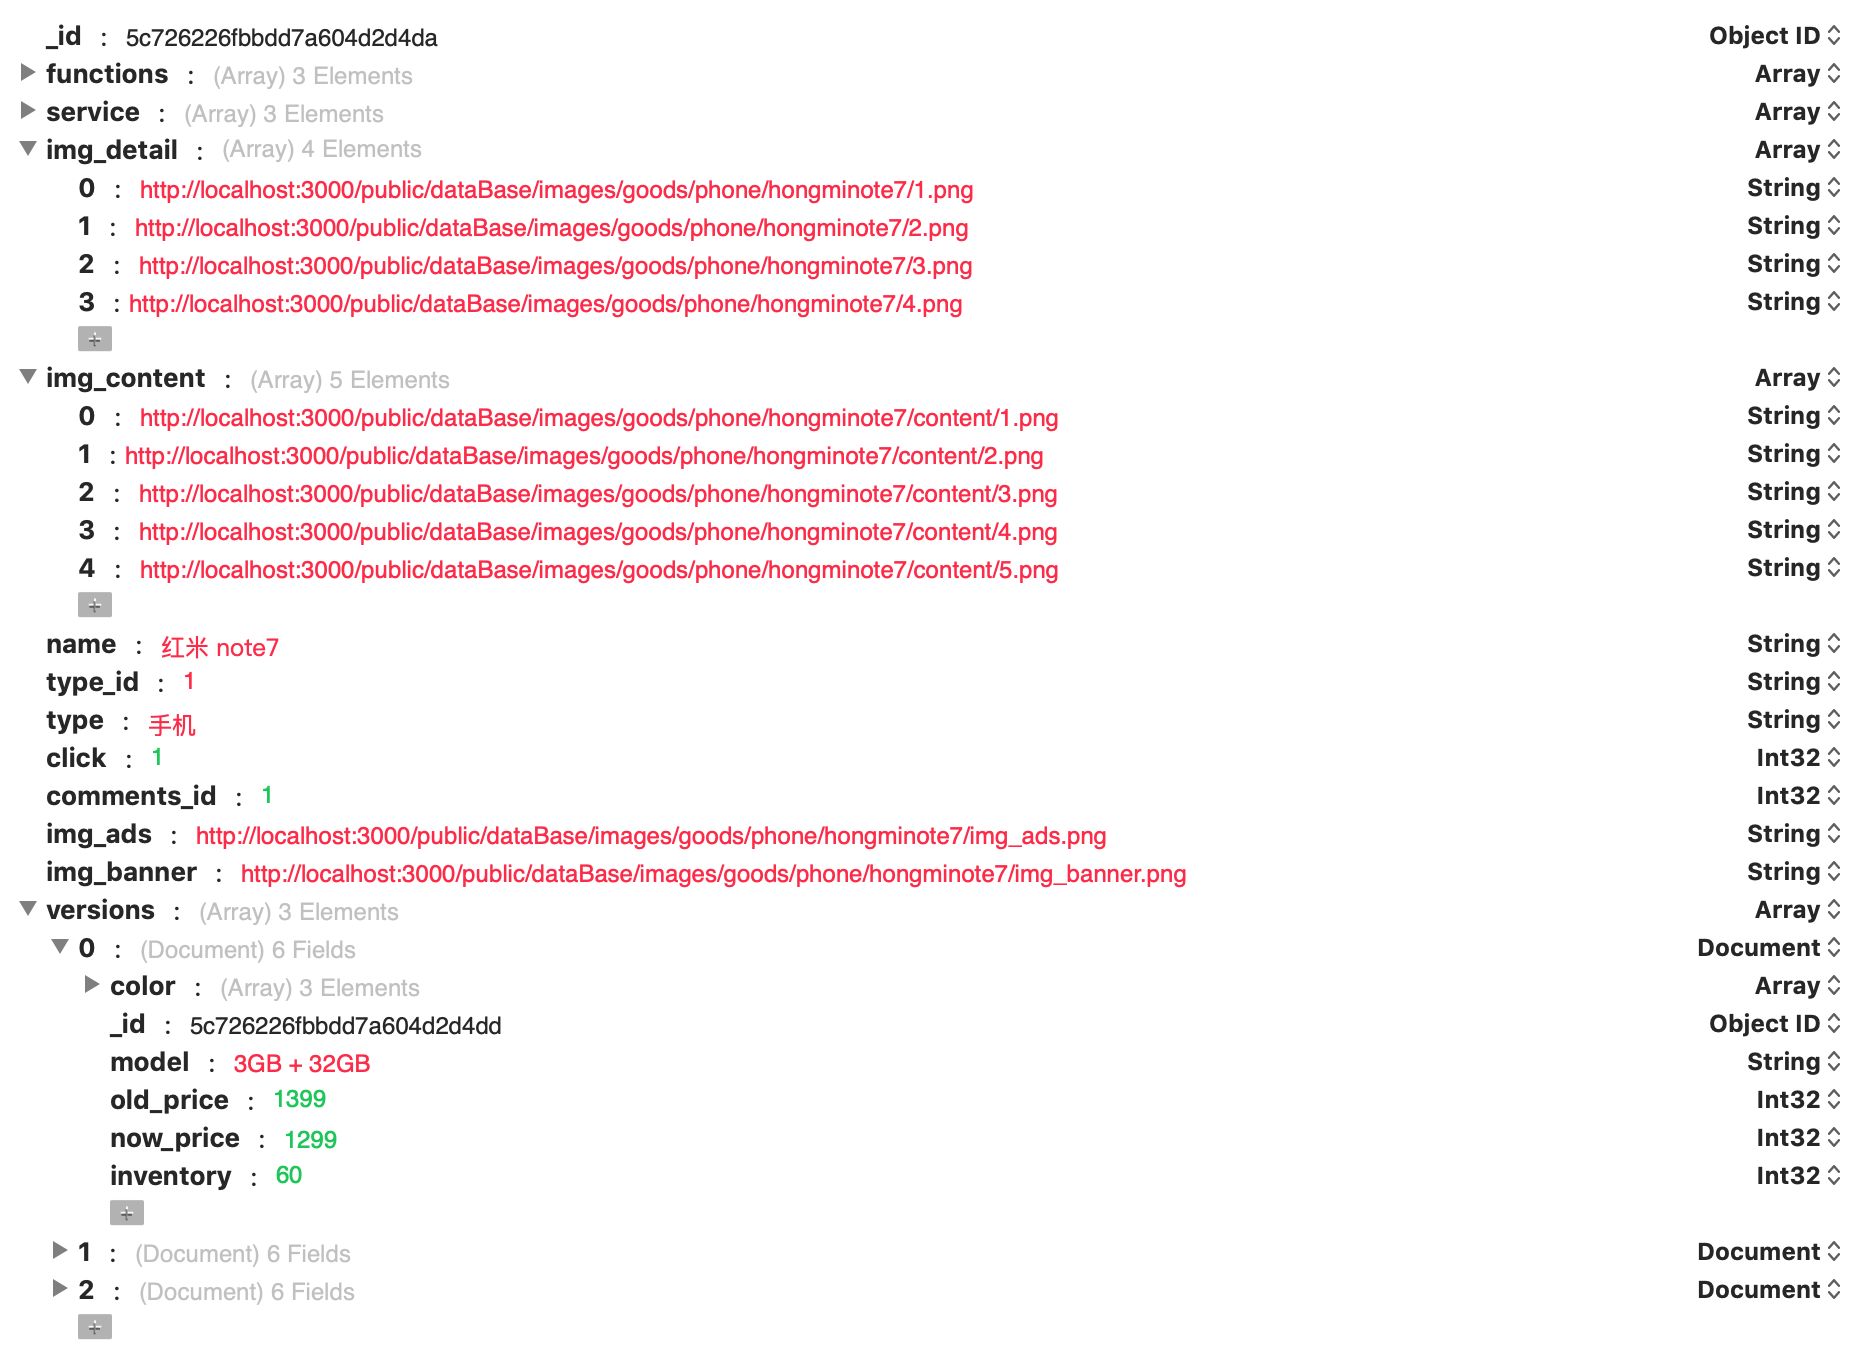 _id : 5c726226fbbdd7a604d2d4da Object ID
functions : (Array) 3 Elements Array
service : (Array) 3 Elements Array
img_detail : (Array) 4 Elements Array
0 : http://localhost:3000/public/dataBase/images/goods/phone/hongminote7/1.png String
1 : http://localhost:3000/public/dataBase/images/goods/phone/hongminote7/2.png String
2 : http://localhost:3000/public/dataBase/images/goods/phone/hongminote7/3.png String
3 : http://localhost:3000/public/dataBase/images/goods/phone/hongminote7/4.png String
+
img_content : (Array) 5 Elements Array
0 : http://localhost:3000/public/dataBase/images/goods/phone/hongminote7/content/1.png String
1 : http://localhost:3000/public/dataBase/images/goods/phone/hongminote7/content/2.png String
2 : http://localhost:3000/public/dataBase/images/goods/phone/hongminote7/content/3.png String
3 : http://localhost:3000/public/dataBase/images/goods/phone/hongminote7/content/4.png String
4 : http://localhost:3000/public/dataBase/images/goods/phone/hongminote7/content/5.png String
+
name : 红米 note7 String
type_id : 1 String
type : 手机 String
click : 1 Int32
comments_id : 1 Int32
img_ads : http://localhost:3000/public/dataBase/images/goods/phone/hongminote7/img_ads.png String
img_banner : http://localhost:3000/public/dataBase/images/goods/phone/hongminote7/img_banner.png String
versions : (Array) 3 Elements Array
0 : (Document) 6 Fields Document
color : (Array) 3 Elements Array
_id : 5c726226fbbdd7a604d2d4dd Object ID
model : 3GB + 32GB String
old_price : 1399 Int32
now_price : 1299 Int32
inventory : 60 Int32
+
1 : (Document) 6 Fields Document
2 : (Document) 6 Fields Document
+